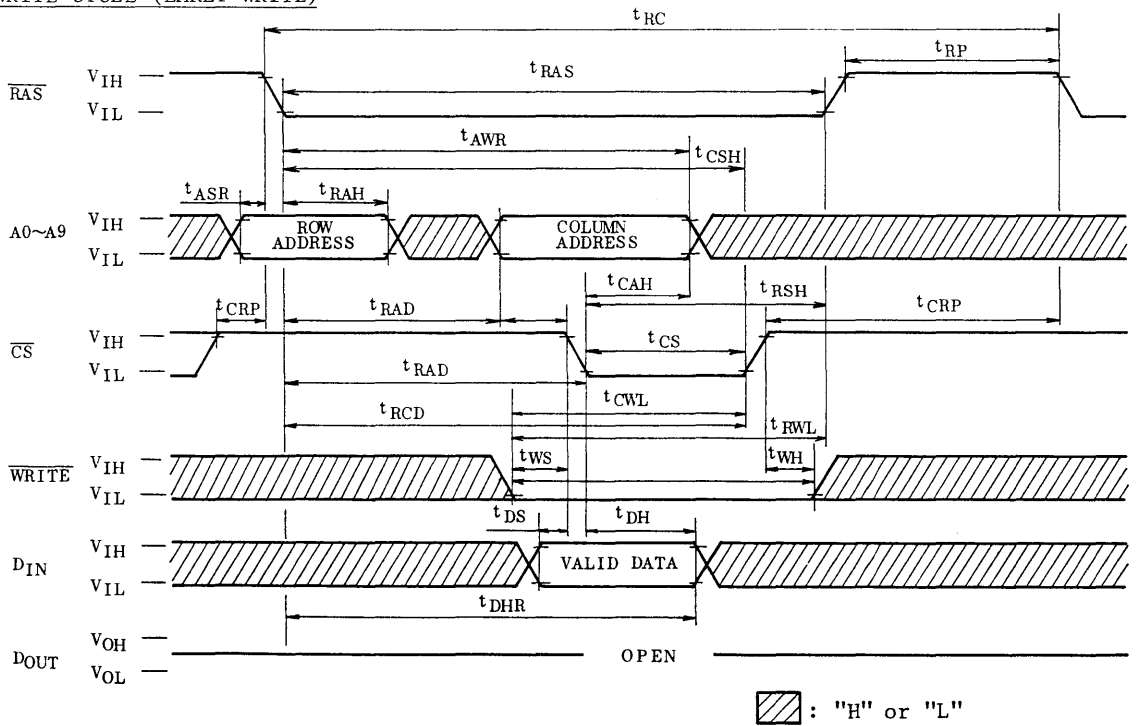 WRITE CYCLE (EARLY WRITE)
tRC
tRP
tRAS
RAS
VIH
VIL
tAWR
tCSH
tASR
tRAH
A0~A9
VIH
VIL
ROW
ADDRESS
COLUMN
ADDRESS
tCAH
tRSH
tCRP
tRAD
tCRP
CS
VIH
VIL
tCS
tRAD
tCWL
tRCD
tRWL
tWS
tWH
WRITE
VIH
VIL
tDS
tDH
DIN
VIH
VIL
VALID DATA
tDHR
DOUT
VOH
VOL
OPEN
: "H" or "L"